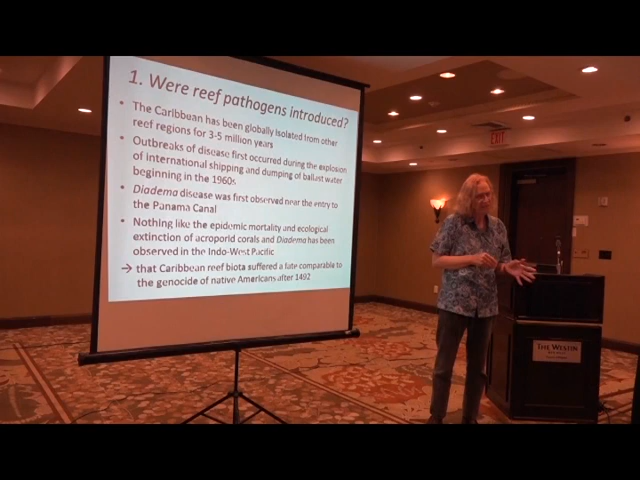 1. Were reef pathogens introduced?
• The Caribbean has been globally isolated from other
reef regions for 3-5 million years
• Outbreaks of disease first occurred during the explosion
of international shipping and dumping of ballast water
beginning in the 1960s
• Diadema disease was first observed near the entry to
the Panama Canal
• Nothing like the epidemic mortality and ecological
extinction of acroporid corals and Diadema has been
observed in the Indo-West Pacific
→ that Caribbean reef biota suffered a fate comparable to
the genocide of native Americans after 1492
EXIT
THE WESTIN